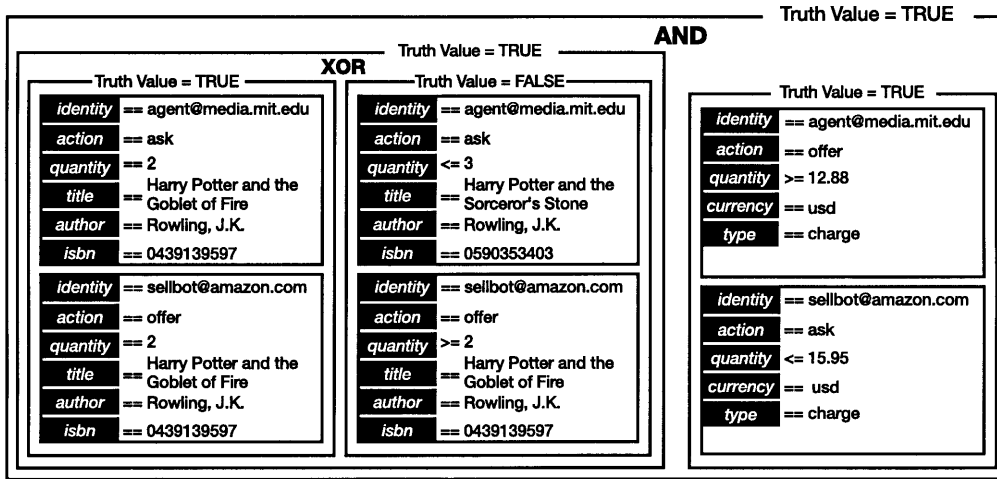 Truth Value = TRUE
AND
Truth Value = TRUE
XOR
Truth Value = TRUE
identity == agent@media.mit.edu
action == ask
quantity == 2
title == Harry Potter and the
Goblet of Fire
author == Rowling, J.K.
isbn == 0439139597
identity == sellbot@amazon.com
action == offer
quantity == 2
title == Harry Potter and the
Goblet of Fire
author == Rowling, J.K.
isbn == 0439139597
Truth Value = FALSE
identity == agent@media.mit.edu
action == ask
quantity <= 3
title == Harry Potter and the
Sorceror's Stone
author == Rowling, J.K.
isbn == 0590353403
identity == sellbot@amazon.com
action == offer
quantity >= 2
title == Harry Potter and the
Goblet of Fire
author == Rowling, J.K.
isbn == 0439139597
Truth Value = TRUE
identity == agent@media.mit.edu
action == offer
quantity >= 12.88
currency == usd
type == charge
identity == sellbot@amazon.com
action == ask
quantity <= 15.95
currency == usd
type == charge